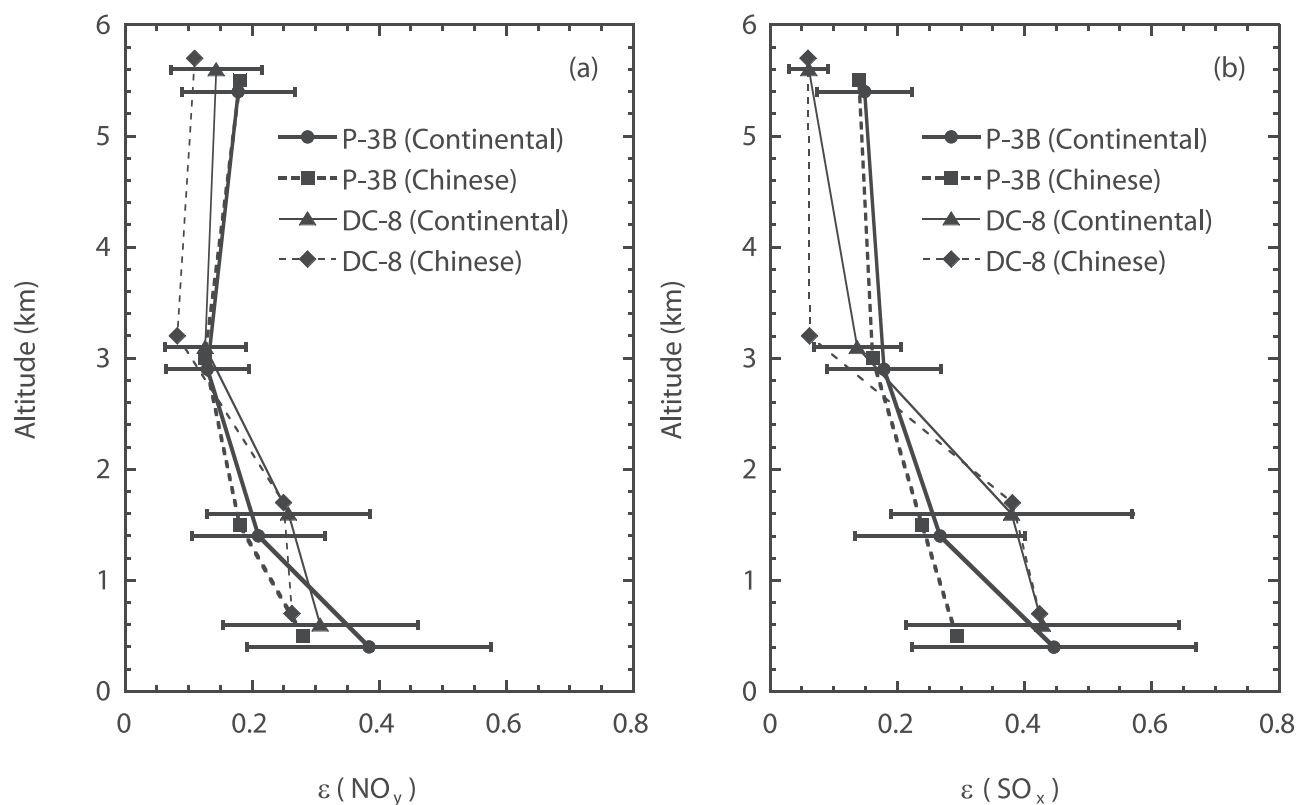 6
5
4
3
2
1
0
Altitude (km)
(a)
P-3B (Continental)
P-3B (Chinese)
DC-8 (Continental)
DC-8 (Chinese)
0 0.2 0.4 0.6 0.8
ε ( NOy )
6
5
4
3
2
1
0
Altitude (km)
(b)
P-3B (Continental)
P-3B (Chinese)
DC-8 (Continental)
DC-8 (Chinese)
0 0.2 0.4 0.6 0.8
ε ( SOx )